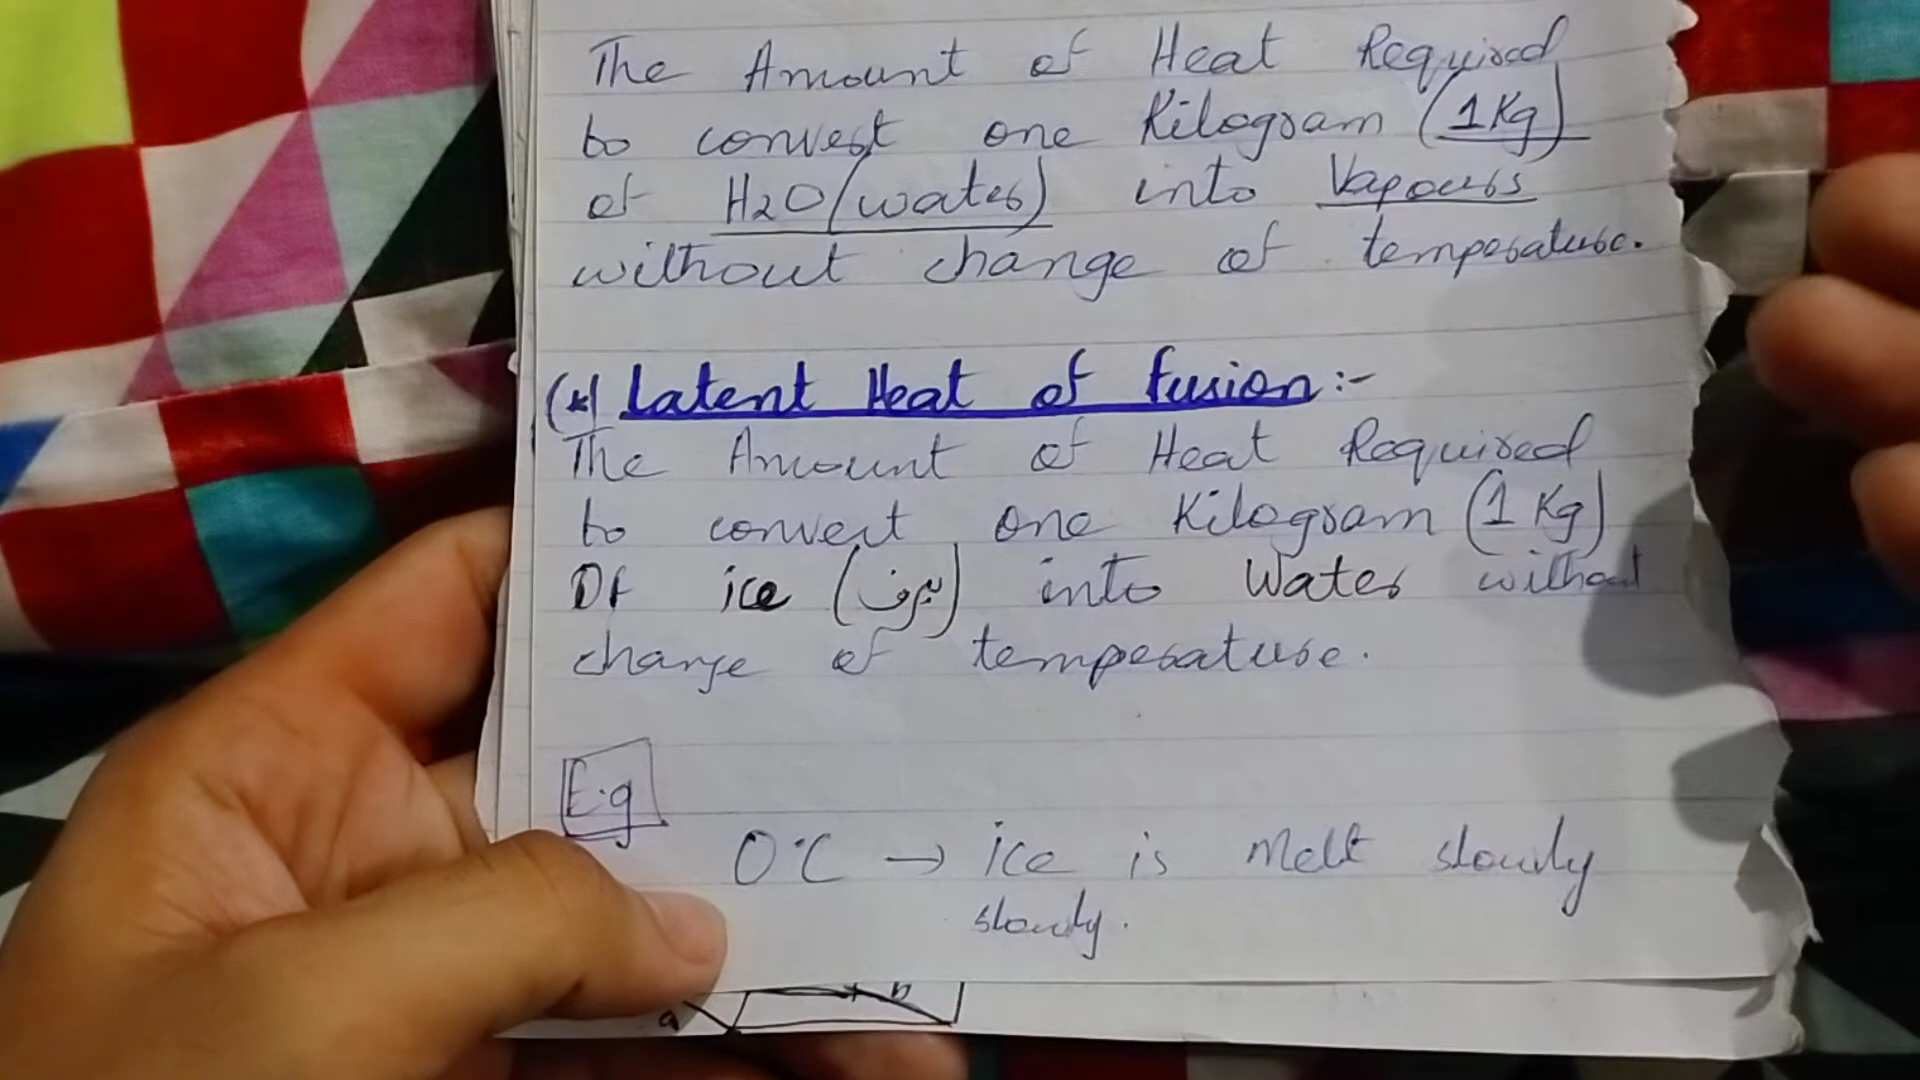 The Amount of Heat Required
to convert one Kilogram (1 Kg)
of H2O (water) into Vapours
without change of temperature.
(*) Latent Heat of fusion :-
The Amount of Heat Required
to convert one Kilogram (1 Kg)
Of ice (برف) into Water without
change of temperature.
E.g
0°C → ice is Melt slowly
slowly.
a b